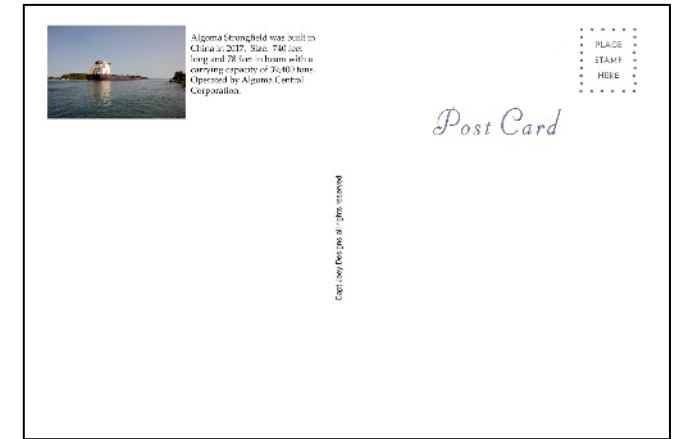 Algoma Strongfield was built in
China in 2017. Size: 740 feet
long and 78 feet in beam with a
carrying capacity of 39,400 tons.
Operated by Algoma Central
Corporation.
PLACE
STAMP
HERE
Post Card
Capt Joey Designs all rights reserved